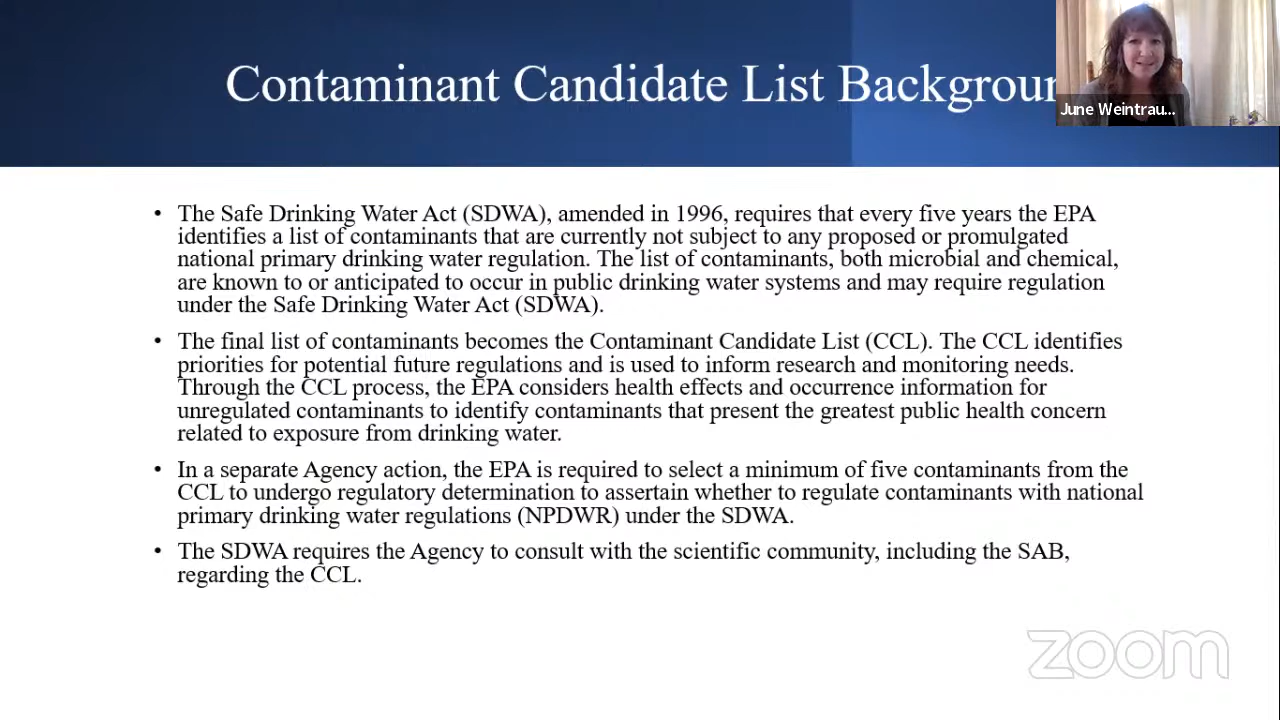 Contaminant Candidate List Backgroun
June Weintrau...
• The Safe Drinking Water Act (SDWA), amended in 1996, requires that every five years the EPA
identifies a list of contaminants that are currently not subject to any proposed or promulgated
national primary drinking water regulation. The list of contaminants, both microbial and chemical,
are known to or anticipated to occur in public drinking water systems and may require regulation
under the Safe Drinking Water Act (SDWA).
• The final list of contaminants becomes the Contaminant Candidate List (CCL). The CCL identifies
priorities for potential future regulations and is used to inform research and monitoring needs.
Through the CCL process, the EPA considers health effects and occurrence information for
unregulated contaminants to identify contaminants that present the greatest public health concern
related to exposure from drinking water.
• In a separate Agency action, the EPA is required to select a minimum of five contaminants from the
CCL to undergo regulatory determination to assertain whether to regulate contaminants with national
primary drinking water regulations (NPDWR) under the SDWA.
• The SDWA requires the Agency to consult with the scientific community, including the SAB,
regarding the CCL.
zoom